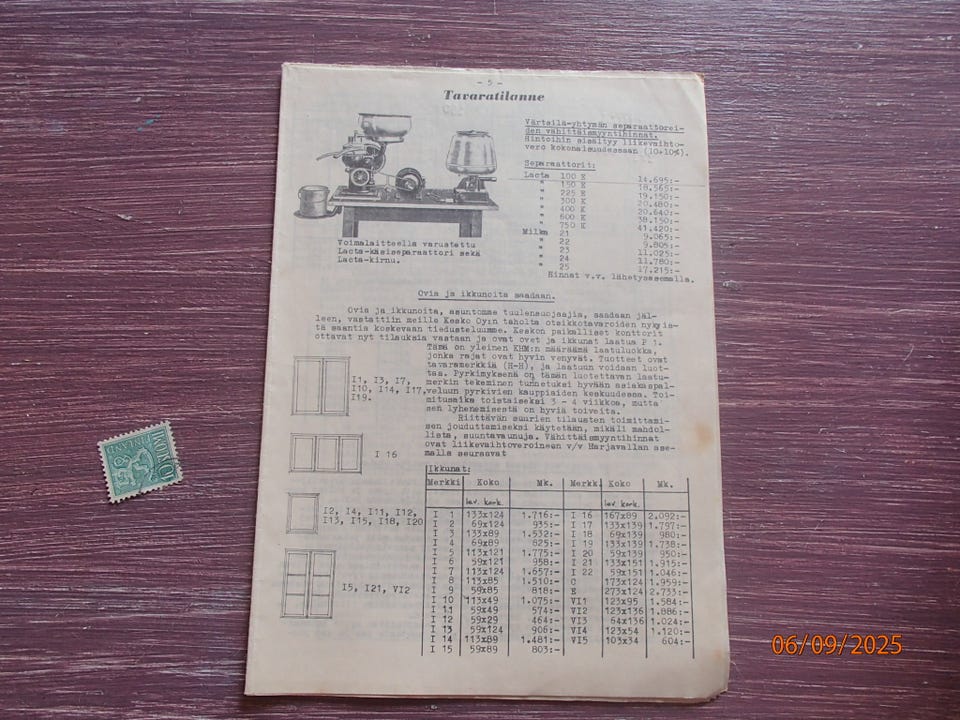 - 5 -
Tavaratilanne
Värtsilä-yhtymän separaattorei-
den vähittäismyyntihinnat.
Hintoihin sisältyy liikevaihto-
vero kokonaisuudessaan (10+10%).
Separaattorit:
Lacta 100 K 14.695:-
" 150 K 18.565:-
" 225 K 19.150:-
" 300 K 20.480:-
" 400 K 20.640:-
" 600 K 38.150:-
" 750 K 41.420:-
Milka 21 9.065:-
" 22 9.805:-
" 23 11.025:-
" 24 11.780:-
" 25 17.215:-
Hinnat v.v. lähetysasemalla.
Voimalaitteella varustettu
Lacta-käsiseparaattori sekä
Lacta-kirnu.
Ovia ja ikkunoita saadaan.
Ovia ja ikkunoita, asuntomme tuulensuojaajia, saadaan jäl-
leen, vastattiin meille Kesko Oy:n taholta otsikkotavaroiden nykyis-
tä saantia koskevaan tiedusteluumme. Keskon paikalliset konttorit
ottavat nyt tilauksia vastaan ja ovat ovet ja ikkunat laatua P 1.
Tämä on yleinen KHM:n määräämä laatuluokka,
jonka rajat ovat hyvin venyvät. Tuotteet ovat
tavaramerkkiä (H-H), ja laatuun voidaan luot-
taa. Pyrkimyksenä on tämän luotettavan laatu-
merkin tekeminen tunnetuksi hyvään asiakaspal-
veluun pyrkivien kauppiaiden keskuudessa. Toi-
mitusaika toistaiseksi 3 - 4 viikkoa, mutta
sen lyhenemisestä on hyviä toiveita.
Riittävän suurien tilausten toimittami-
sen jouduttamiseksi käytetään, mikäli mahdol-
lista, suuntavaunuja. Vähittäismyyntihinnat
ovat liikevaihtoveroineen v/v Harjavallan ase-
malla seuraavat
I1, I3, I7,
I10, I14, I17,
I19.
I 16
I2, I4, I11, I12,
I13, I15, I18, I20
I5, I21, VI2
Ikkunat:
Merkki Koko Mk. Merkk. Koko Mk.
lev. kork. lev. kork.
I 1 133x124 1.716:- I 16 167x89 2.092:-
I 2 69x124 935:- I 17 133x139 1.797:-
I 3 133x89 1.532:- I 18 69x139 980:-
I 4 69x89 825:- I 19 133x139 1.738:-
I 5 113x121 1.775:- I 20 59x139 950:-
I 6 59x121 958:- I 21 133x151 1.915:-
I 7 113x124 1.657:- I 22 59x151 1.046:-
I 8 113x85 1.510:- C 173x124 1.959:-
I 9 59x85 818:- E 273x124 2.733:-
I 10 113x49 1.075:- VI1 123x95 1.584:-
I 11 59x49 574:- VI2 123x136 1.886:-
I 12 59x29 464:- VI3 64x136 1.024:-
I 13 59x124 906:- VI4 123x54 1.120:-
I 14 113x89 1.481:- VI5 103x34 604:-
I 15 59x89 803:-
SUOMI
FINLAND
06/09/2025